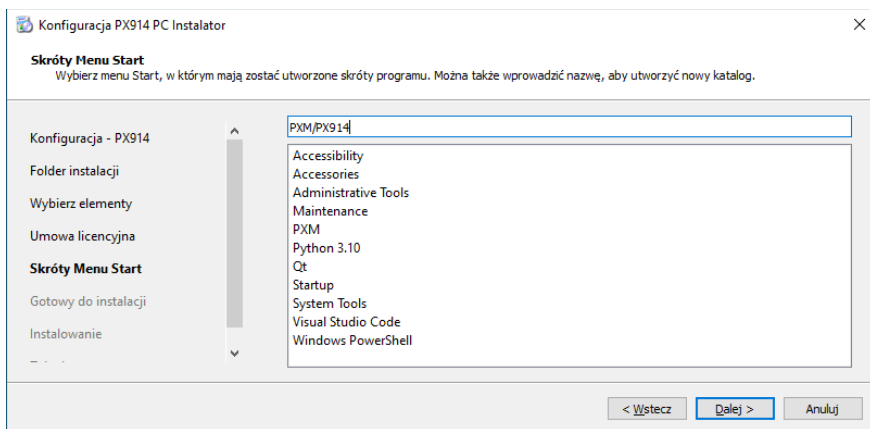 Konfiguracja PX914 PC Instalator
Skróty Menu Start
Wybierz menu Start, w którym mają zostać utworzone skróty programu. Można także wprowadzić nazwę, aby utworzyć nowy katalog.
Konfiguracja - PX914
Folder instalacji
Wybierz elementy
Umowa licencyjna
Skróty Menu Start
Gotowy do instalacji
Instalowanie
PXM/PX914
Accessibility
Accessories
Administrative Tools
Maintenance
PXM
Python 3.10
Qt
Startup
System Tools
Visual Studio Code
Windows PowerShell
< Wstecz
Dalej >
Anuluj